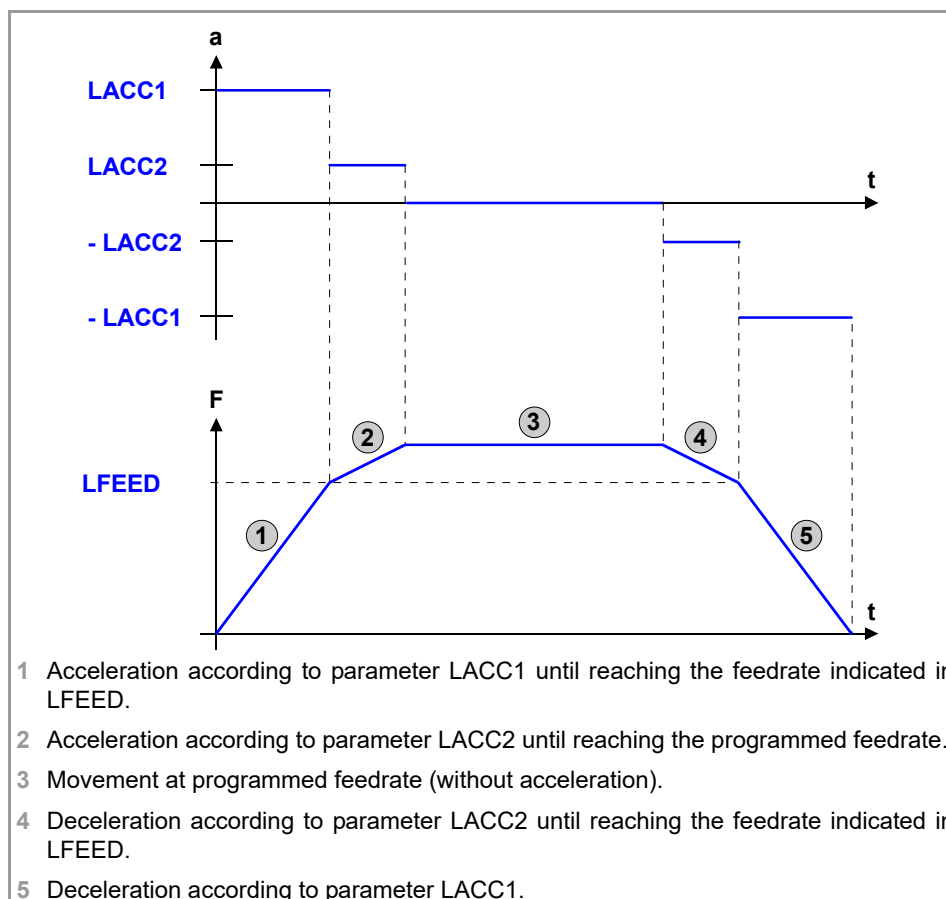 a
LACC1
LACC2
t
- LACC2
- LACC1
F
2
3
4
LFEED
1
5
t
1 Acceleration according to parameter LACC1 until reaching the feedrate indicated in
LFEED.
2 Acceleration according to parameter LACC2 until reaching the programmed feedrate.
3 Movement at programmed feedrate (without acceleration).
4 Deceleration according to parameter LACC2 until reaching the feedrate indicated in
LFEED.
5 Deceleration according to parameter LACC1.